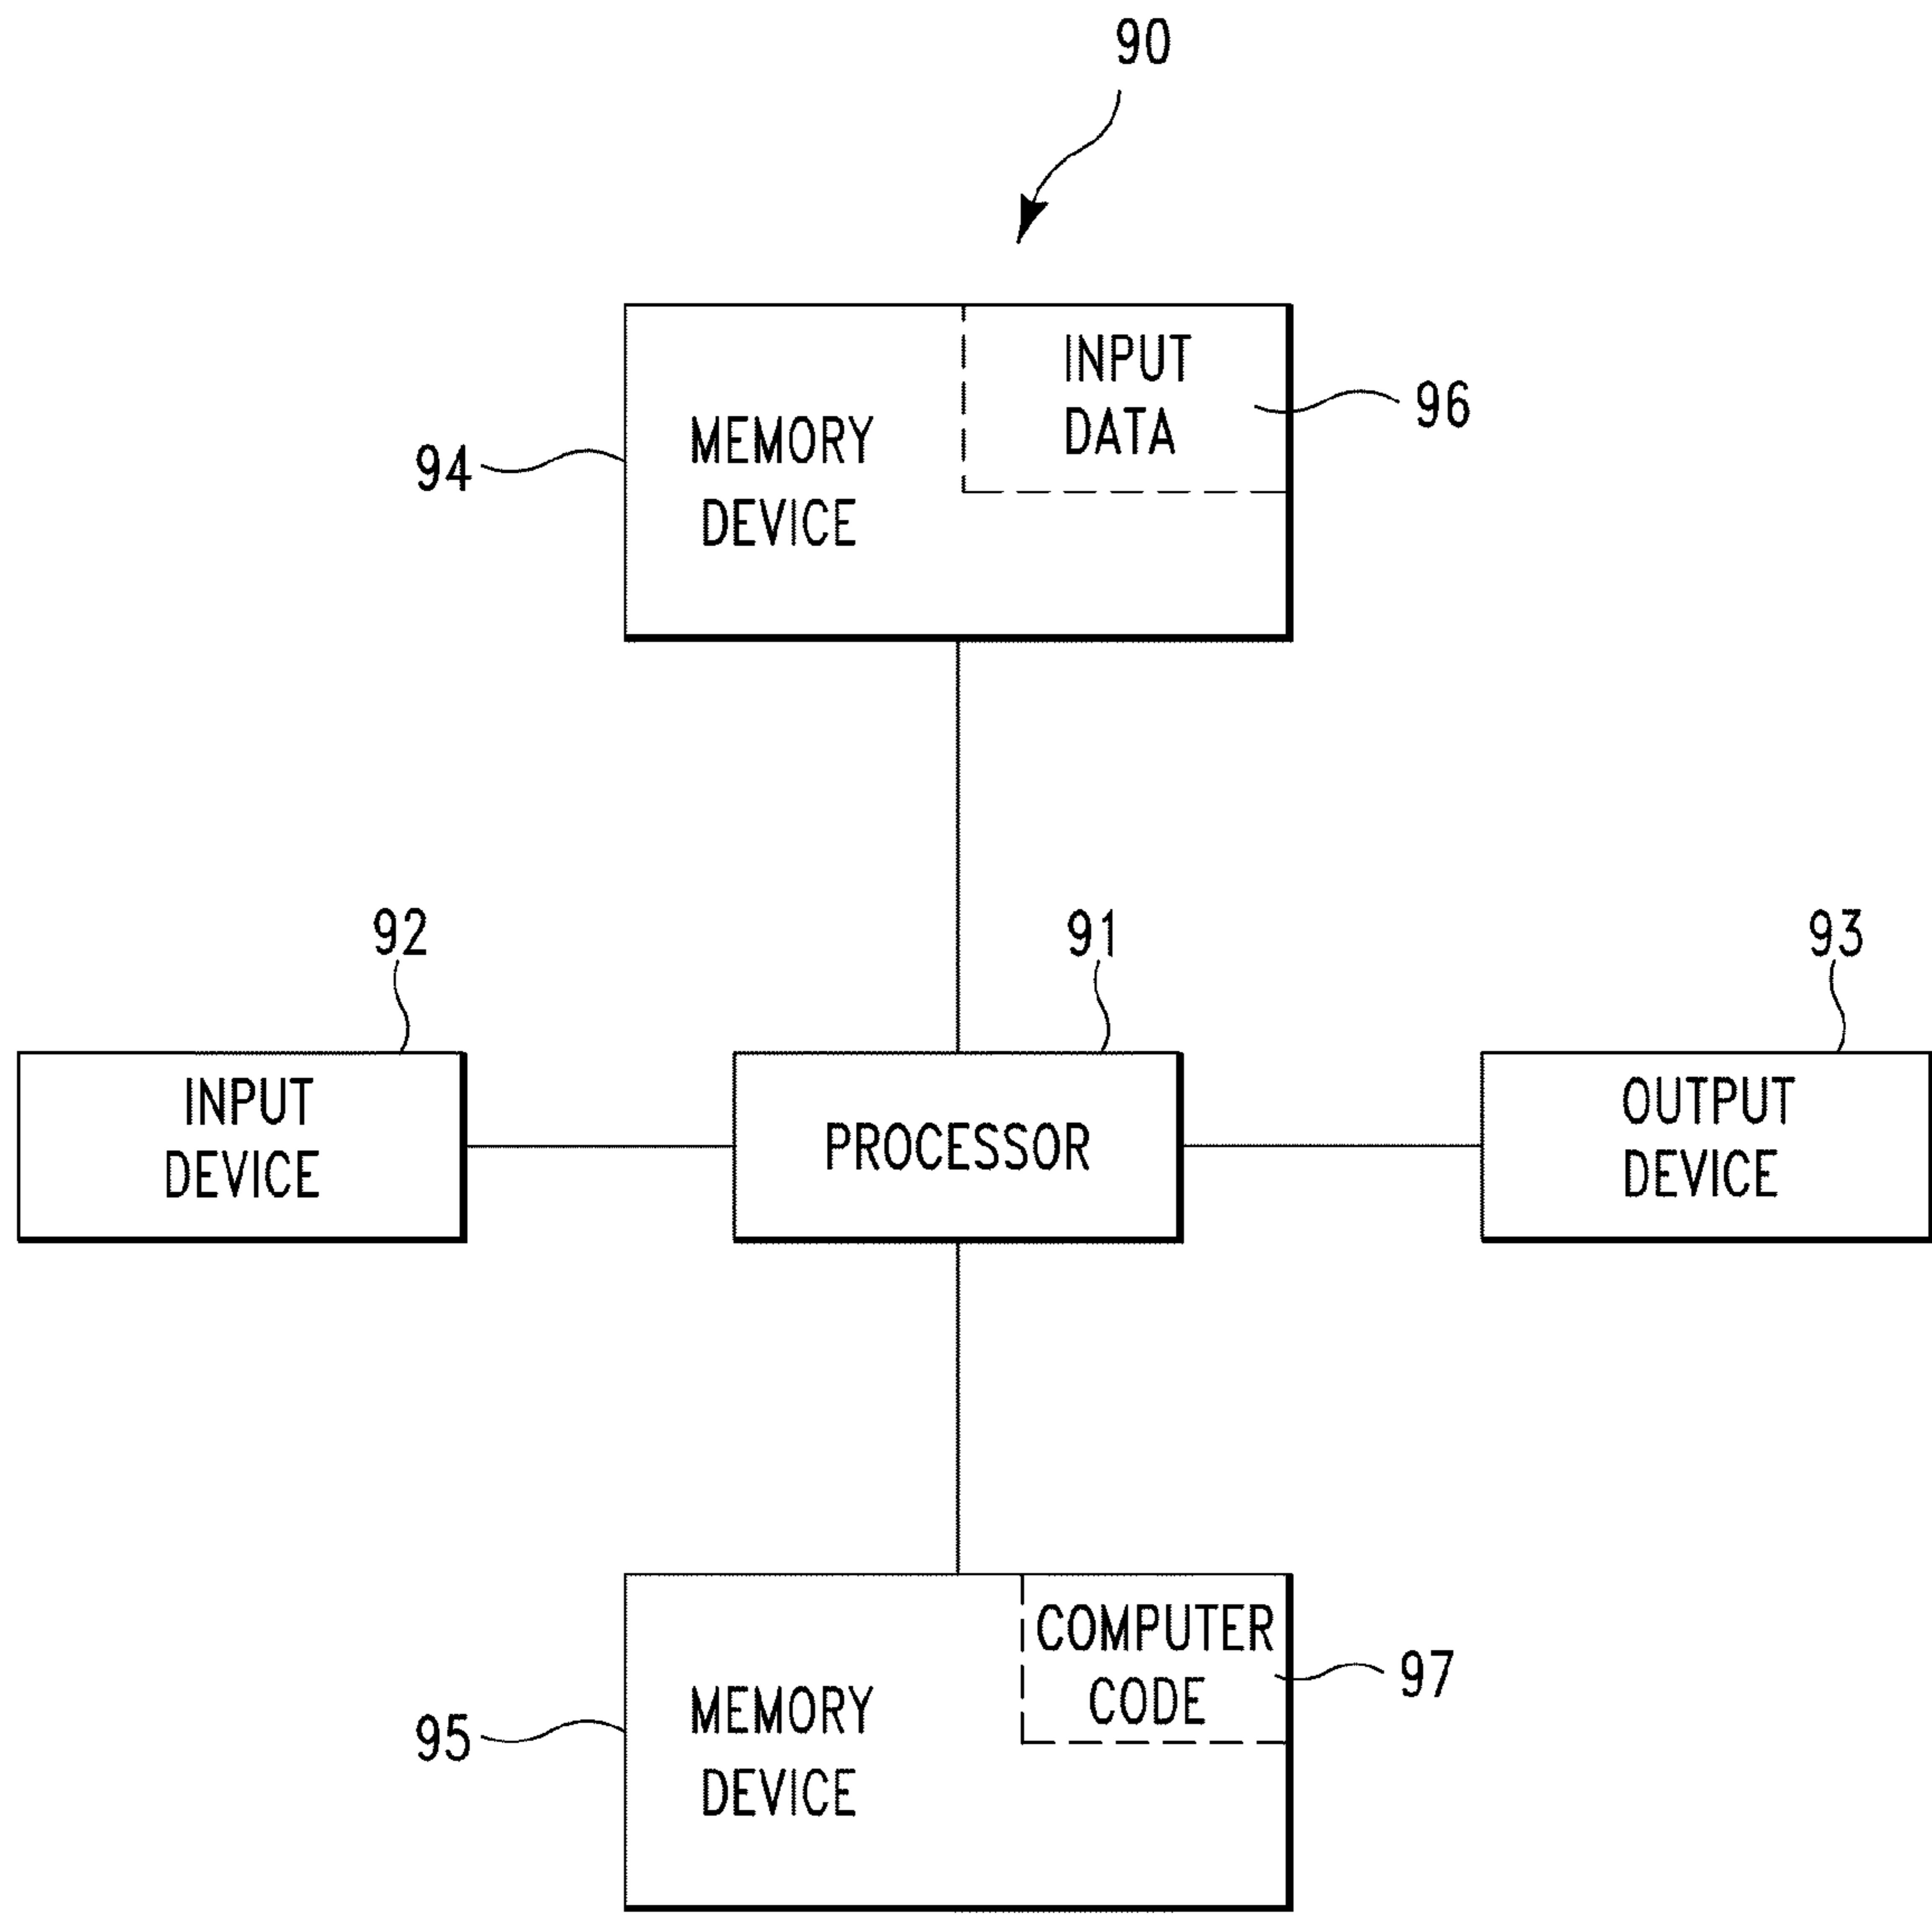 90
INPUT
DATA
96
94
MEMORY
DEVICE
92
91
93
INPUT
DEVICE
PROCESSOR
OUTPUT
DEVICE
COMPUTER
CODE
97
95
MEMORY
DEVICE